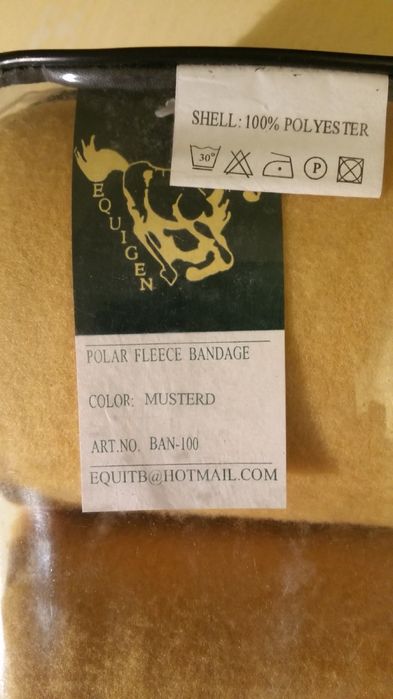 SHELL: 100% POLYESTER
30°
P
EQUIGEN
POLAR FLEECE BANDAGE
COLOR: MUSTERD
ART.NO. BAN-100
EQUITB@HOTMAIL.COM